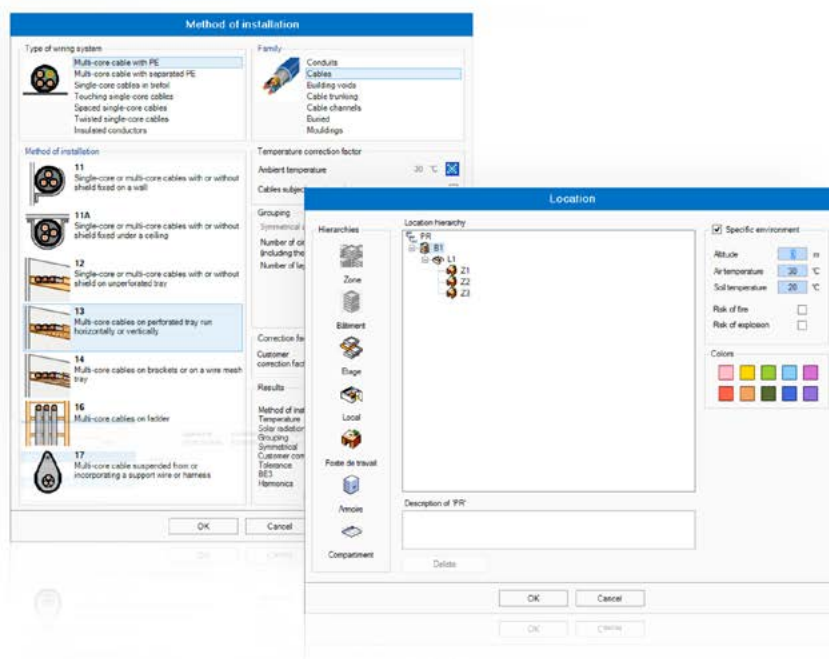 Method of installation
Type of wiring system
Multi-core cable with PE
Multi-core cable with separated PE
Single-core cables in trefoil
Touching single-core cables
Spaced single-core cables
Twisted single-core cables
Insulated conductors
Family
Conduits
Cables
Building voids
Cable trunking
Cable channels
Buried
Mouldings
Method of installation
11
Single-core or multi-core cables with or without
shield fixed on a wall
11A
Single-core or multi-core cables with or without
shield fixed under a ceiling
12
Single-core or multi-core cables with or without
shield on unperforated tray
13
Multi-core cables on perforated tray run
horizontally or vertically
14
Multi-core cables on brackets or on a wire mesh
tray
16
Multi-core cables on ladder
17
Multi-core cable suspended from or
incorporating a support wire or harness
Temperature correction factor
Ambient temperature 30 °C
Cables subjec
Grouping
Symmetrical
Number of cir
(including the
Number of lay
Correction fa
Customer
correction fact
Results
Method of inst
Temperature
Solar radiation
Grouping
Symmetrical
Customer corr
Tolerance
BE3
Harmonics
OK Cancel
Location
Hierarchies
Zone
Bâtiment
Etage
Local
Poste de travail
Armoire
Compartiment
Location hierarchy
PR
B1
L1
Z1
Z2
Z3
Description of 'PR'
Delete
Specific environment
Altitude m
Air temperature 30 °C
Soil temperature 20 °C
Risk of fire
Risk of explosion
Colors
OK Cancel